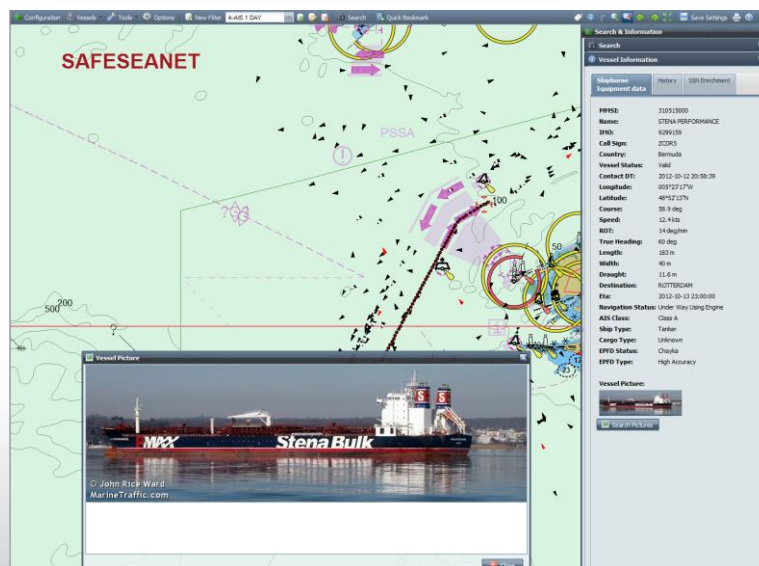 Configuration Vessels Tools Options New Filter 4-AIS 1 DAY Search Quick Bookmark Save Settings
Search & Information
Search
Vessel Information
Shipborne Equipment data History SSN Enrichment
SAFESEANET
PSSA
100
50
200
500
?
23
12
MMSI: 310515000
Name: STENA PERFORMANCE
IMO: 9299159
Call Sign: ZCDR5
Country: Bermuda
Vessel Status: Valid
Contact DT: 2012-10-12 20:58:39
Longitude: 005°23'17"W
Latitude: 48°52'13"N
Course: 58.9 deg
Speed: 12.4 kts
ROT: 14 deg/min
True Heading: 60 deg
Length: 183 m
Width: 40 m
Draught: 11.6 m
Destination: ROTTERDAM
Eta: 2012-10-13 23:00:00
Navigation Status: Under Way Using Engine
AIS Class: Class A
Ship Type: Tanker
Cargo Type: Unknown
EPFD Status: Chayka
EPFD Type: High Accuracy
Vessel Picture:
Search Pictures
Vessel Picture
S S
MAXX
Stena Bulk
© John Rice Ward
MarineTraffic.com